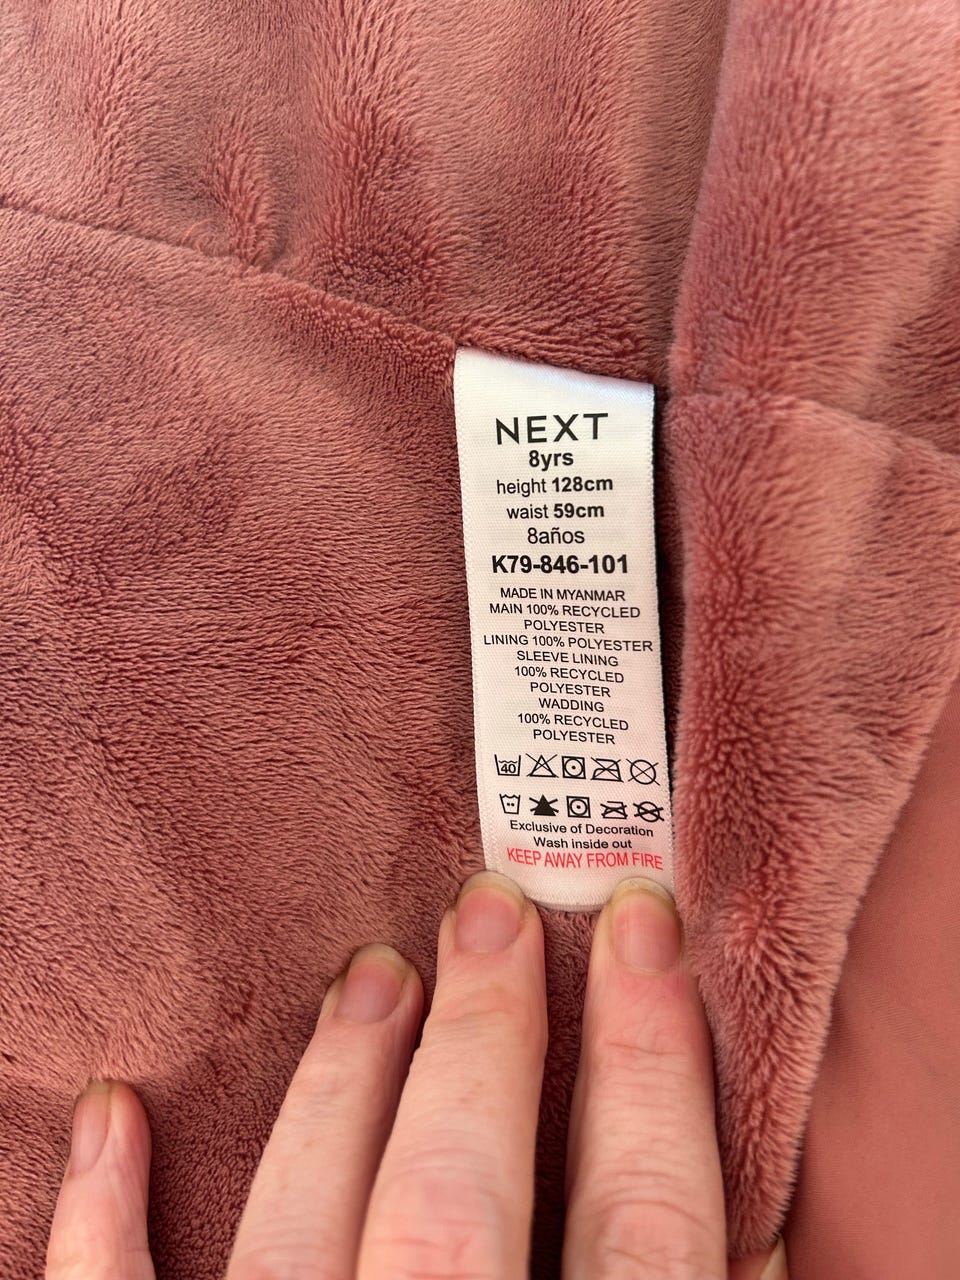 NEXT
8yrs
height 128cm
waist 59cm
8años
K79-846-101
MADE IN MYANMAR
MAIN 100% RECYCLED
POLYESTER
LINING 100% POLYESTER
SLEEVE LINING
100% RECYCLED
POLYESTER
WADDING
100% RECYCLED
POLYESTER
40
Exclusive of Decoration
Wash inside out
KEEP AWAY FROM FIRE